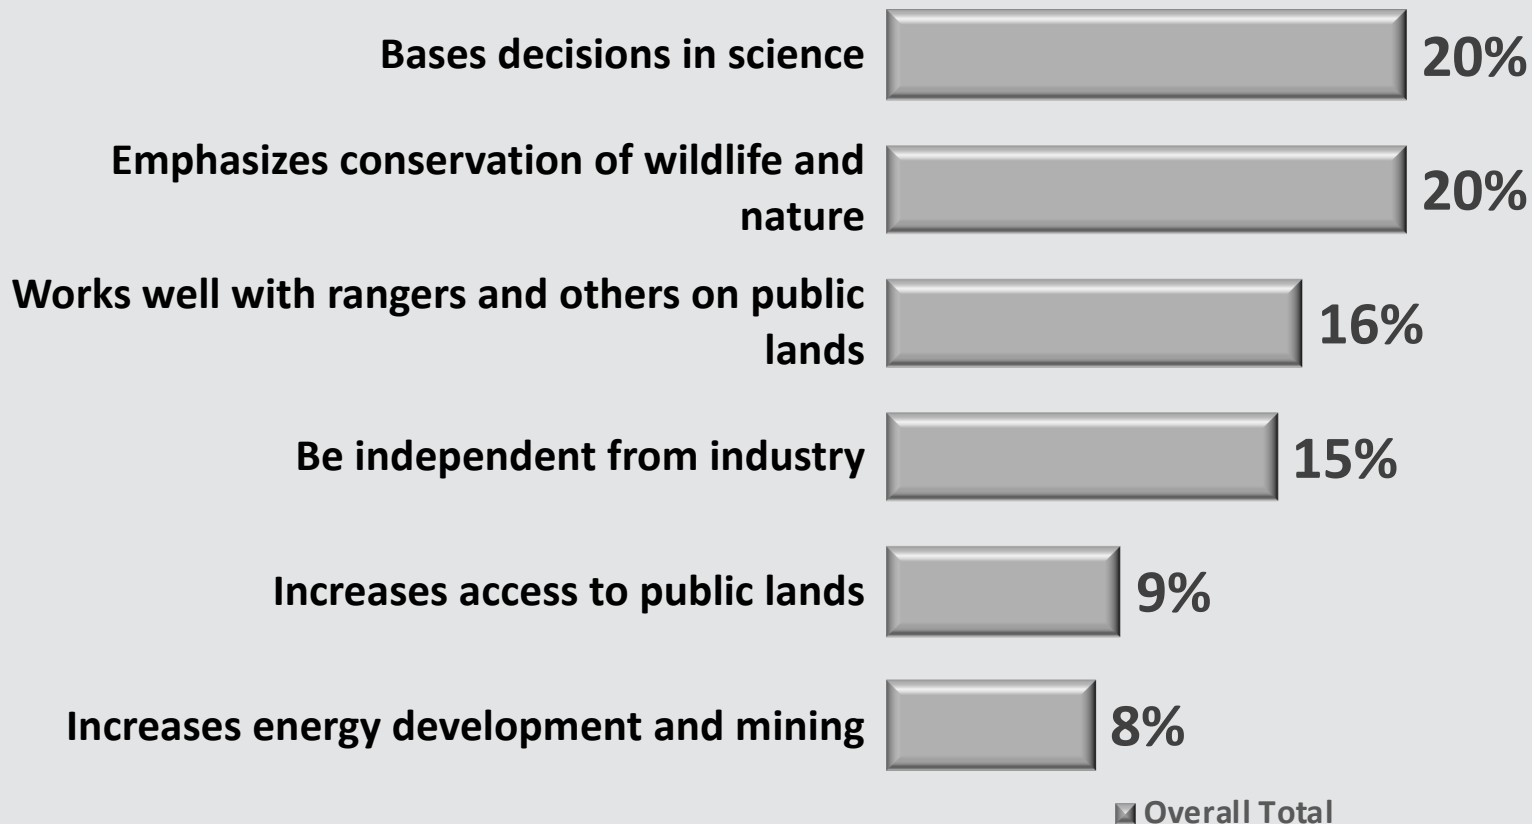 Bases decisions in science
20%
Emphasizes conservation of wildlife and
nature
20%
Works well with rangers and others on public
lands
16%
Be independent from industry
15%
Increases access to public lands
9%
Increases energy development and mining
8%
Overall Total